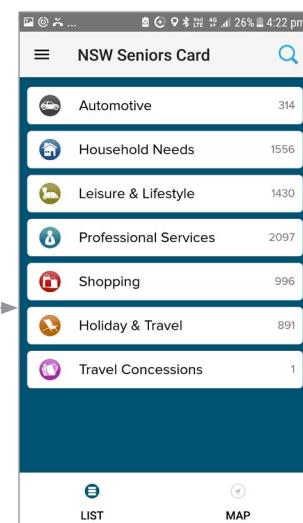 ... 26% 4:22 pm
NSW Seniors Card
Automotive 314
Household Needs 1556
Leisure & Lifestyle 1430
Professional Services 2097
Shopping 996
Holiday & Travel 891
Travel Concessions 1
LIST MAP